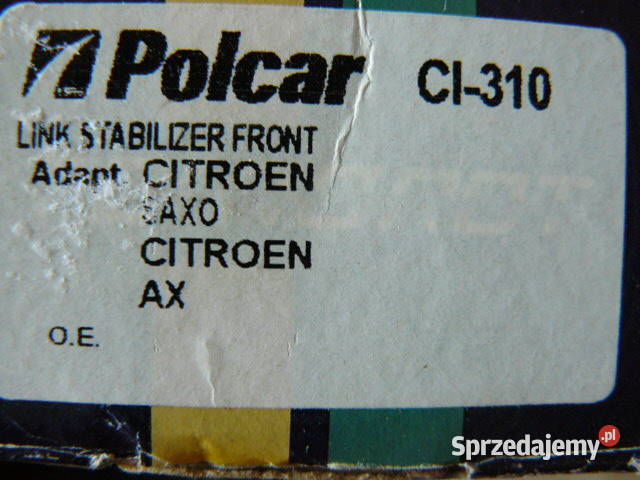 Polcar CI-310
LINK STABILIZER FRONT
Adapt. CITROEN
SAXO
CITROEN
AX
O.E.
Sprzedajemy.pl